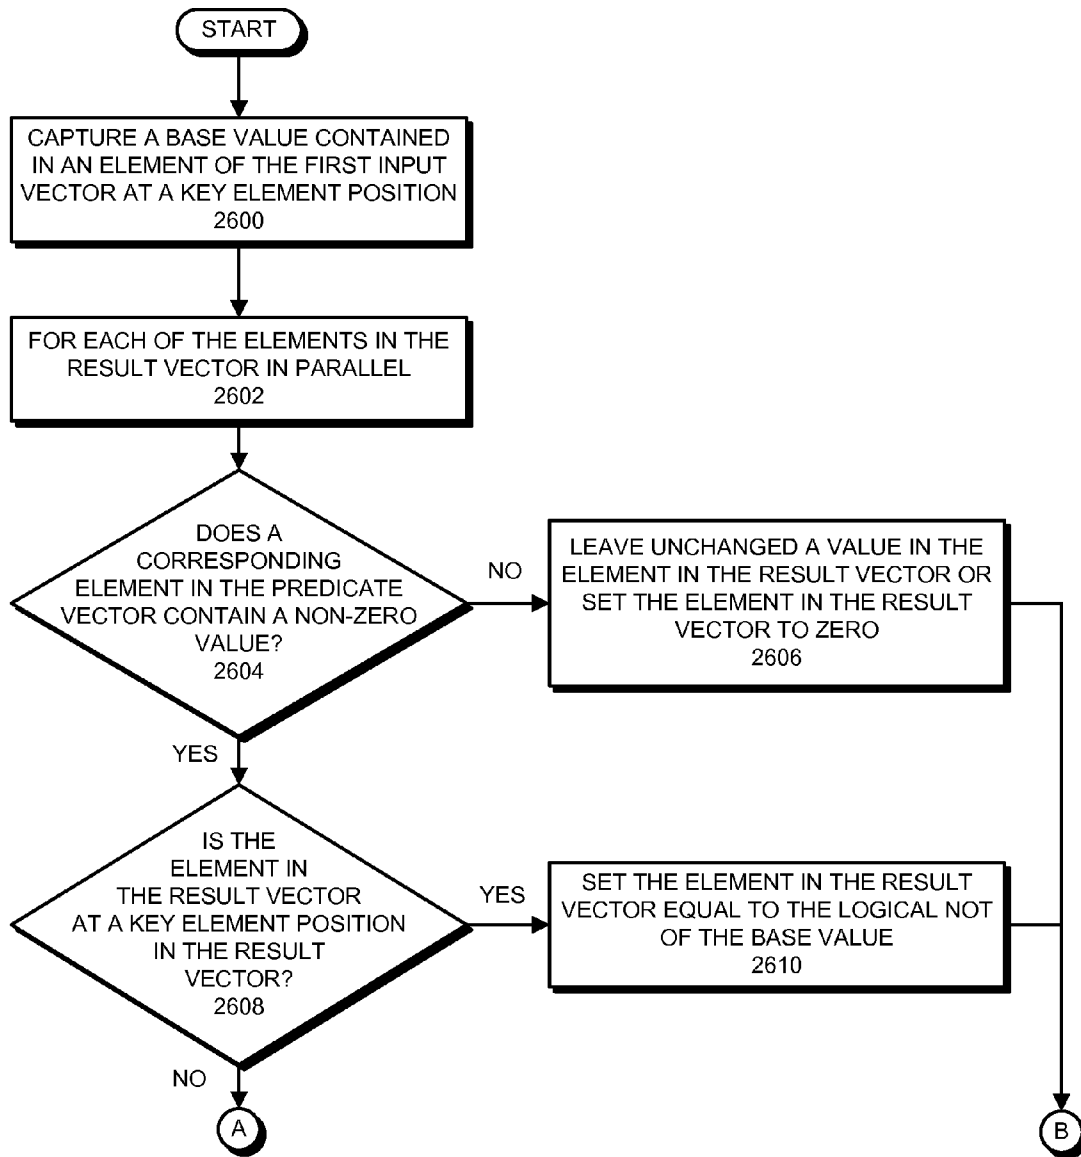 START
CAPTURE A BASE VALUE CONTAINED
IN AN ELEMENT OF THE FIRST INPUT
VECTOR AT A KEY ELEMENT POSITION
2600
FOR EACH OF THE ELEMENTS IN THE
RESULT VECTOR IN PARALLEL
2602
DOES A
CORRESPONDING
ELEMENT IN THE PREDICATE
VECTOR CONTAIN A NON-ZERO
VALUE?
2604
NO
LEAVE UNCHANGED A VALUE IN THE
ELEMENT IN THE RESULT VECTOR OR
SET THE ELEMENT IN THE RESULT
VECTOR TO ZERO
2606
YES
IS THE
ELEMENT IN
THE RESULT VECTOR
AT A KEY ELEMENT POSITION
IN THE RESULT
VECTOR?
2608
YES
SET THE ELEMENT IN THE RESULT
VECTOR EQUAL TO THE LOGICAL NOT
OF THE BASE VALUE
2610
NO
A
B